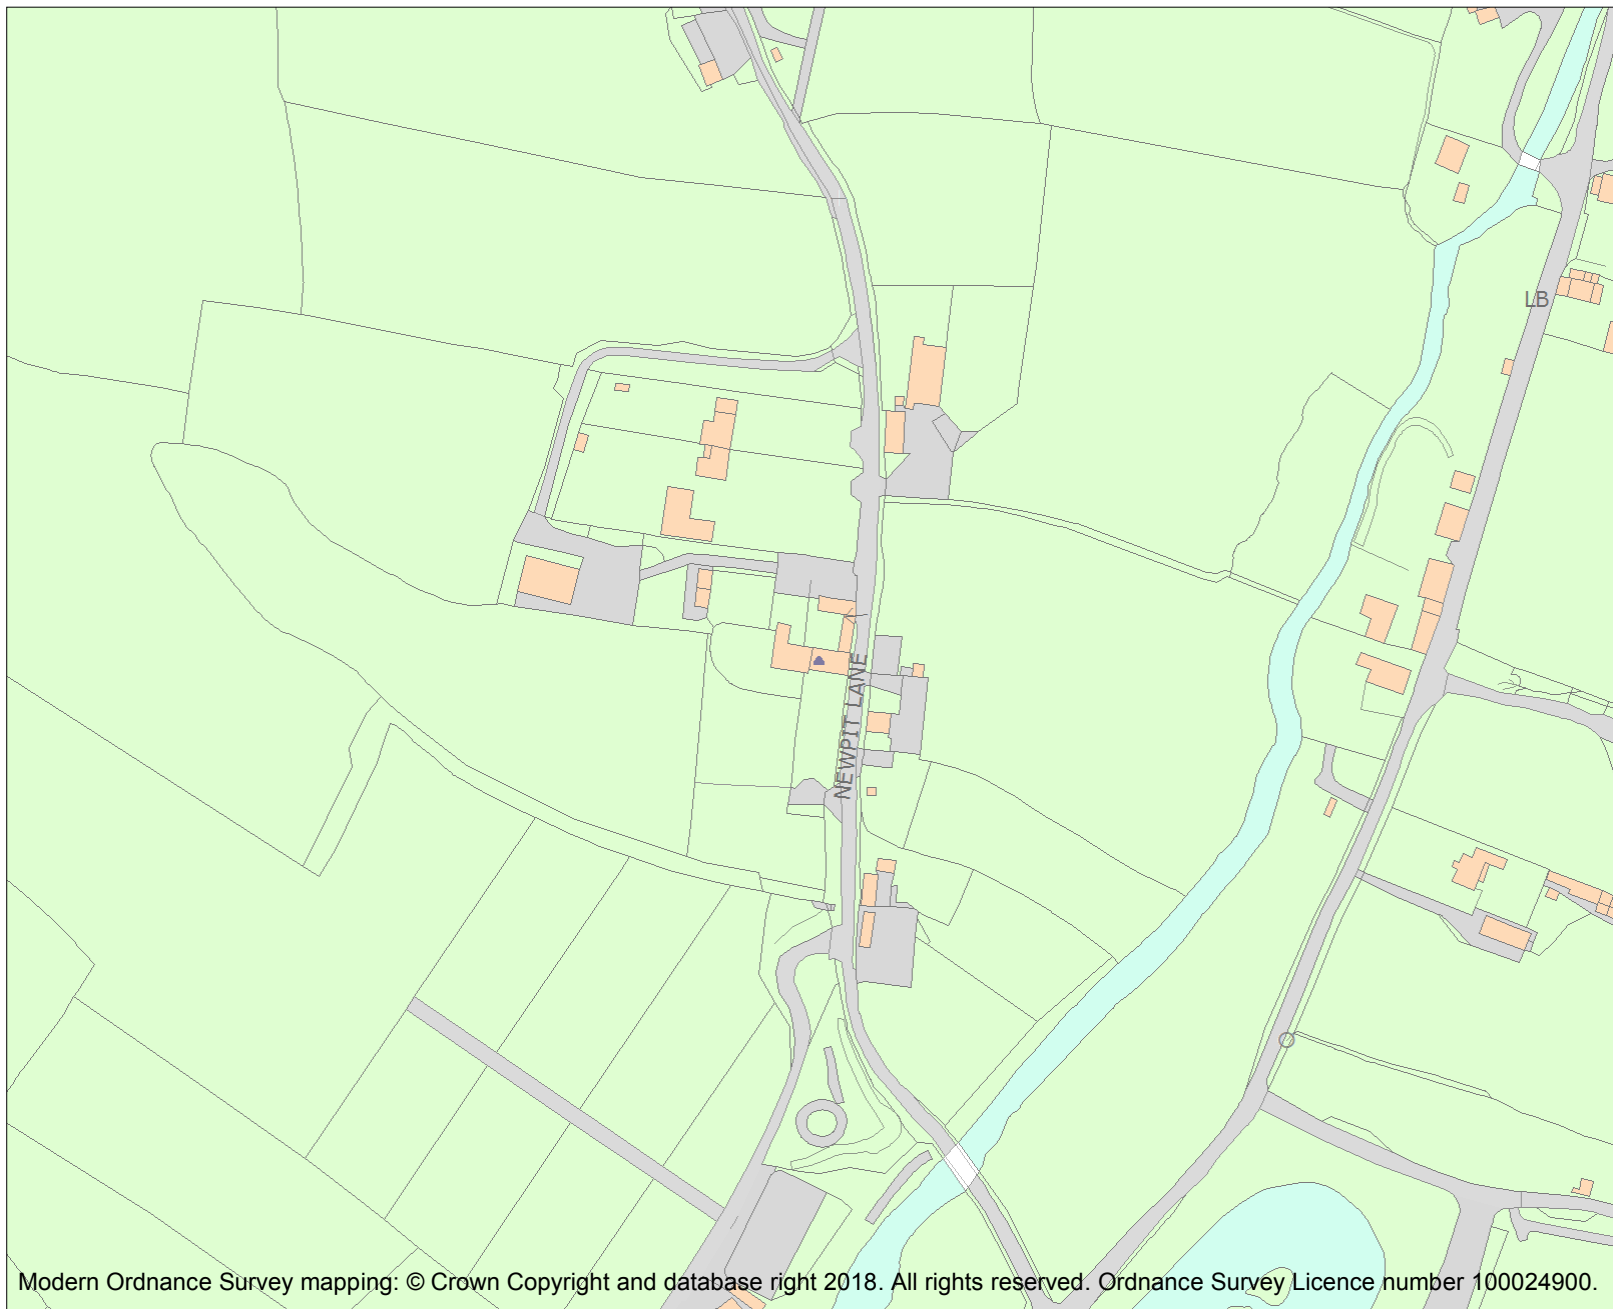 LB
NEWPIT LANE
Modern Ordnance Survey mapping: © Crown Copyright and database right 2018. All rights reserved. Ordnance Survey Licence number 100024900.